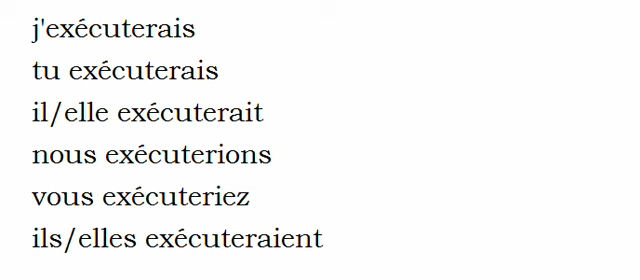 j'exécuterais
tu exécuterais
il/elle exécuterait
nous exécuterions
vous exécuteriez
ils/elles exécuteraient